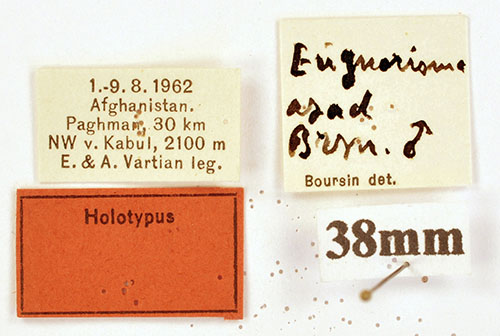 1.-9. 8. 1962
Afghanistan.
Paghman, 30 km
NW v. Kabul, 2100 m
E. & A. Vartian leg.
Holotypus
Eugnorisma
asad
Brsn. ♂
Boursin det.
38mm